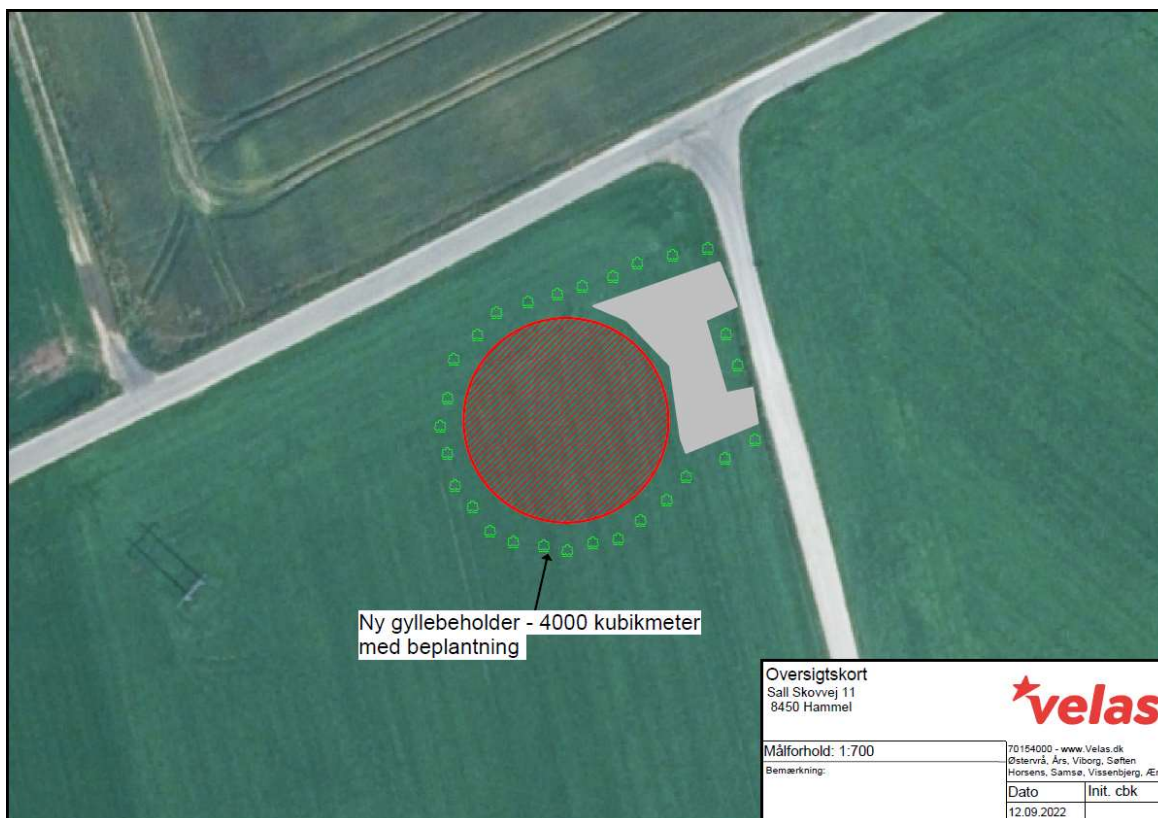 Ny gyllebeholder - 4000 kubikmeter
med beplantning
Oversigtskort
Sall Skovvej 11
8450 Hammel
velas
Målforhold: 1:700
Bemærkning:
70154000 - www.Velas.dk
Østervrå, Års, Viborg, Søften
Horsens, Samsø, Vissenbjerg,
Dato
Init. cbk
12.09.2022